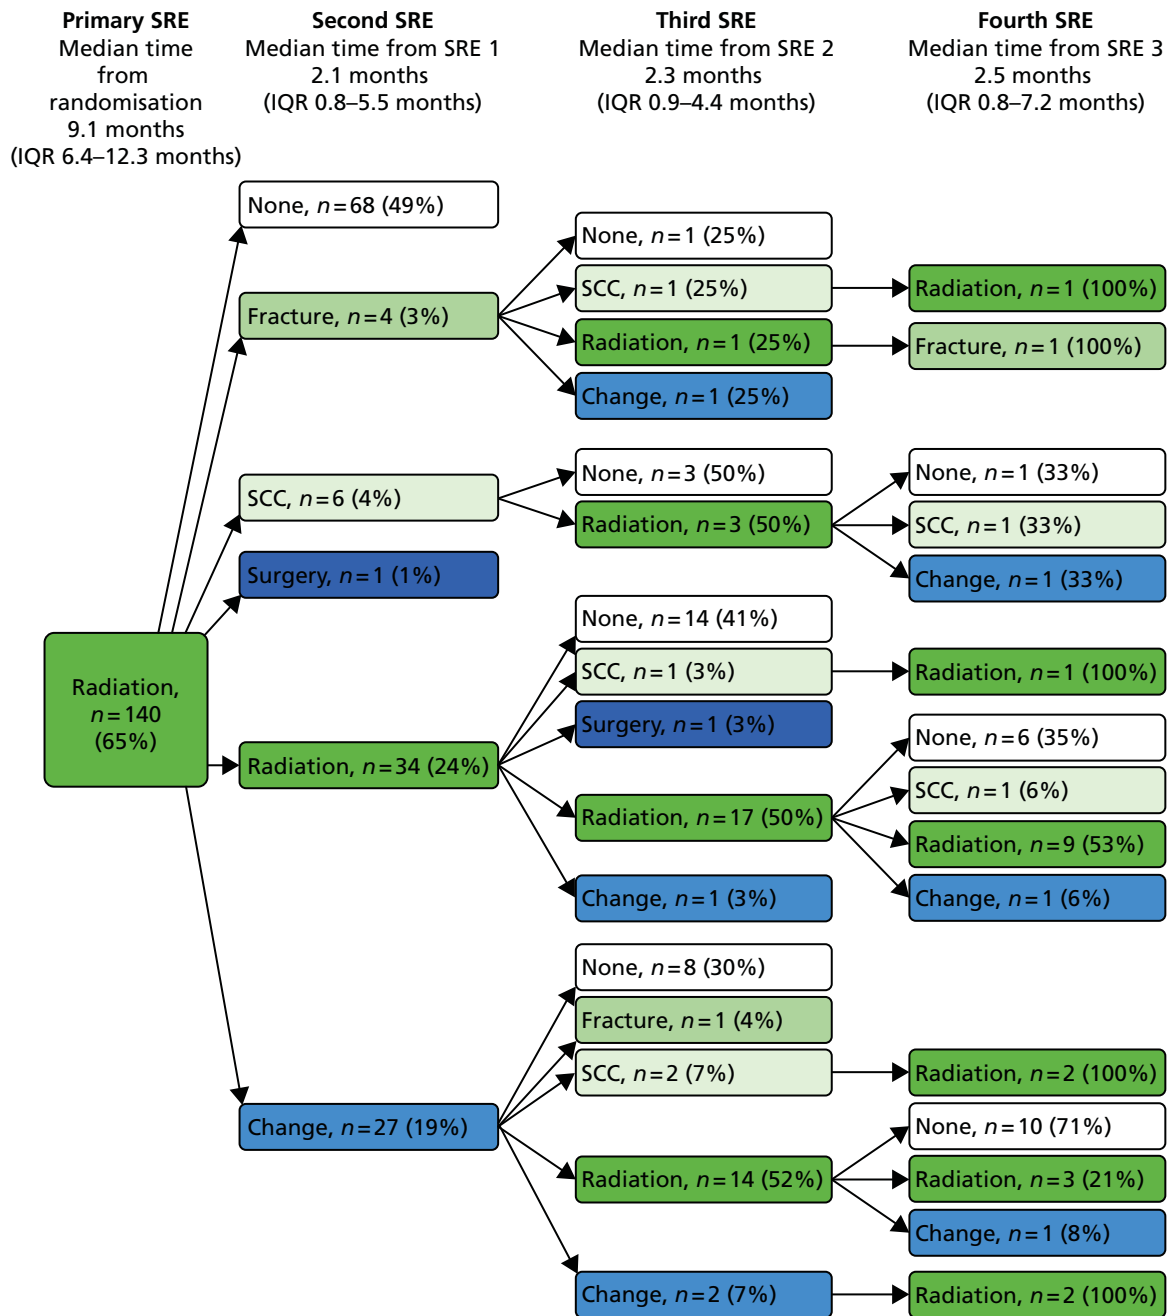 Primary SRE
Median time
from
randomisation
9.1 months
(IQR 6.4–12.3 months)
Second SRE
Median time from SRE 1
2.1 months
(IQR 0.8–5.5 months)
Third SRE
Median time from SRE 2
2.3 months
(IQR 0.9–4.4 months)
Fourth SRE
Median time from SRE 3
2.5 months
(IQR 0.8–7.2 months)
Radiation,
n=140
(65%)
None, n=68 (49%)
Fracture, n=4 (3%)
SCC, n=6 (4%)
Surgery, n=1 (1%)
Radiation, n=34 (24%)
Change, n=27 (19%)
None, n=1 (25%)
SCC, n=1 (25%)
Radiation, n=1 (25%)
Change, n=1 (25%)
None, n=3 (50%)
Radiation, n=3 (50%)
None, n=14 (41%)
SCC, n=1 (3%)
Surgery, n=1 (3%)
Radiation, n=17 (50%)
Change, n=1 (3%)
None, n=8 (30%)
Fracture, n=1 (4%)
SCC, n=2 (7%)
Radiation, n=14 (52%)
Change, n=2 (7%)
Radiation, n=1 (100%)
Fracture, n=1 (100%)
None, n=1 (33%)
SCC, n=1 (33%)
Change, n=1 (33%)
Radiation, n=1 (100%)
None, n=6 (35%)
SCC, n=1 (6%)
Radiation, n=9 (53%)
Change, n=1 (6%)
Radiation, n=2 (100%)
None, n=10 (71%)
Radiation, n=3 (21%)
Change, n=1 (8%)
Radiation, n=2 (100%)